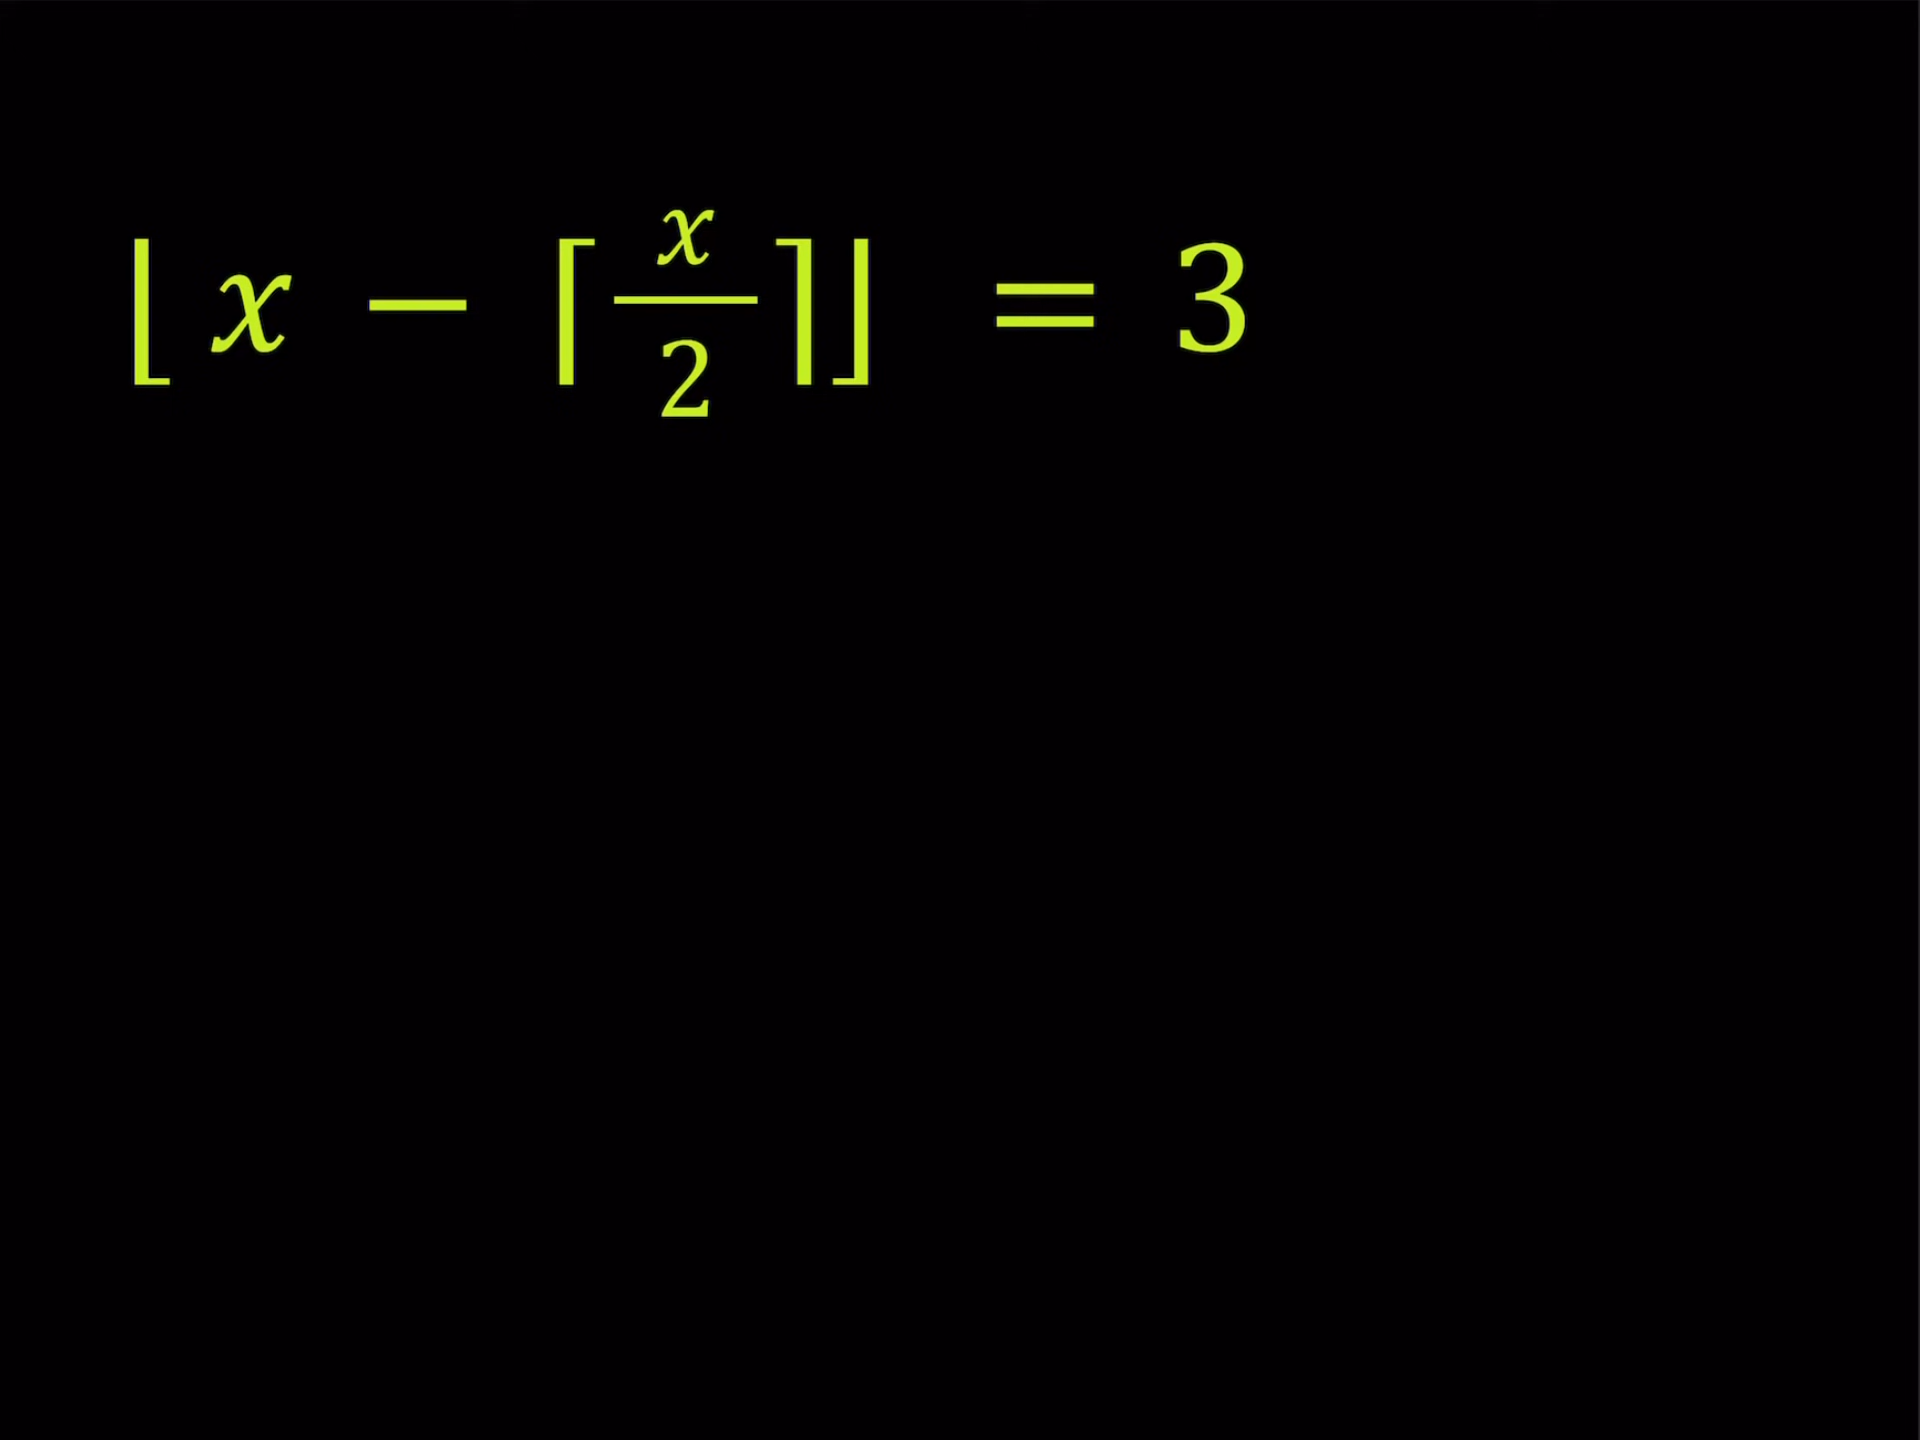 ⌊ x − ⌈x/2⌉⌋ = 3